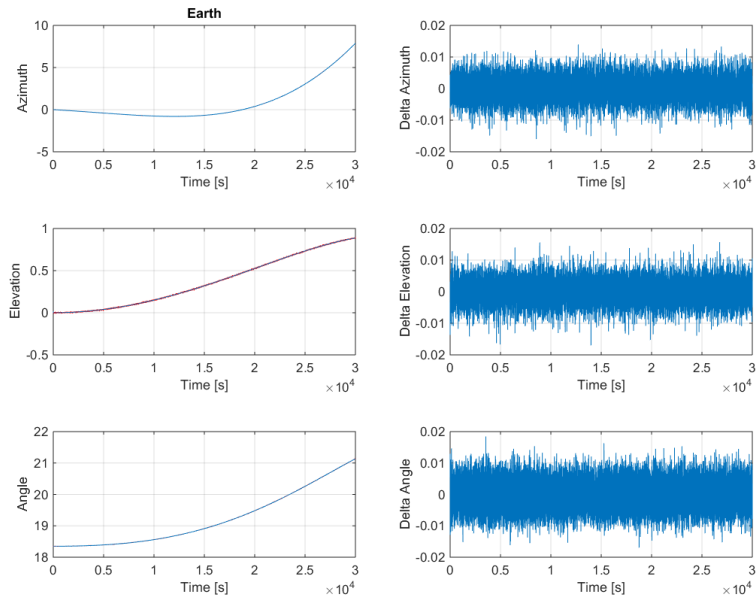 Earth
10
5
0
-5
Azimuth
0 0.5 1 1.5 2 2.5 3
Time [s] × 10^4
0.02
0.01
0
-0.01
-0.02
Delta Azimuth
0 0.5 1 1.5 2 2.5 3
Time [s] × 10^4
1
0.5
0
-0.5
Elevation
0 0.5 1 1.5 2 2.5 3
Time [s] × 10^4
0.02
0.01
0
-0.01
-0.02
Delta Elevation
0 0.5 1 1.5 2 2.5 3
Time [s] × 10^4
22
21
20
19
18
Angle
0 0.5 1 1.5 2 2.5 3
Time [s] × 10^4
0.02
0.01
0
-0.01
-0.02
Delta Angle
0 0.5 1 1.5 2 2.5 3
Time [s] × 10^4